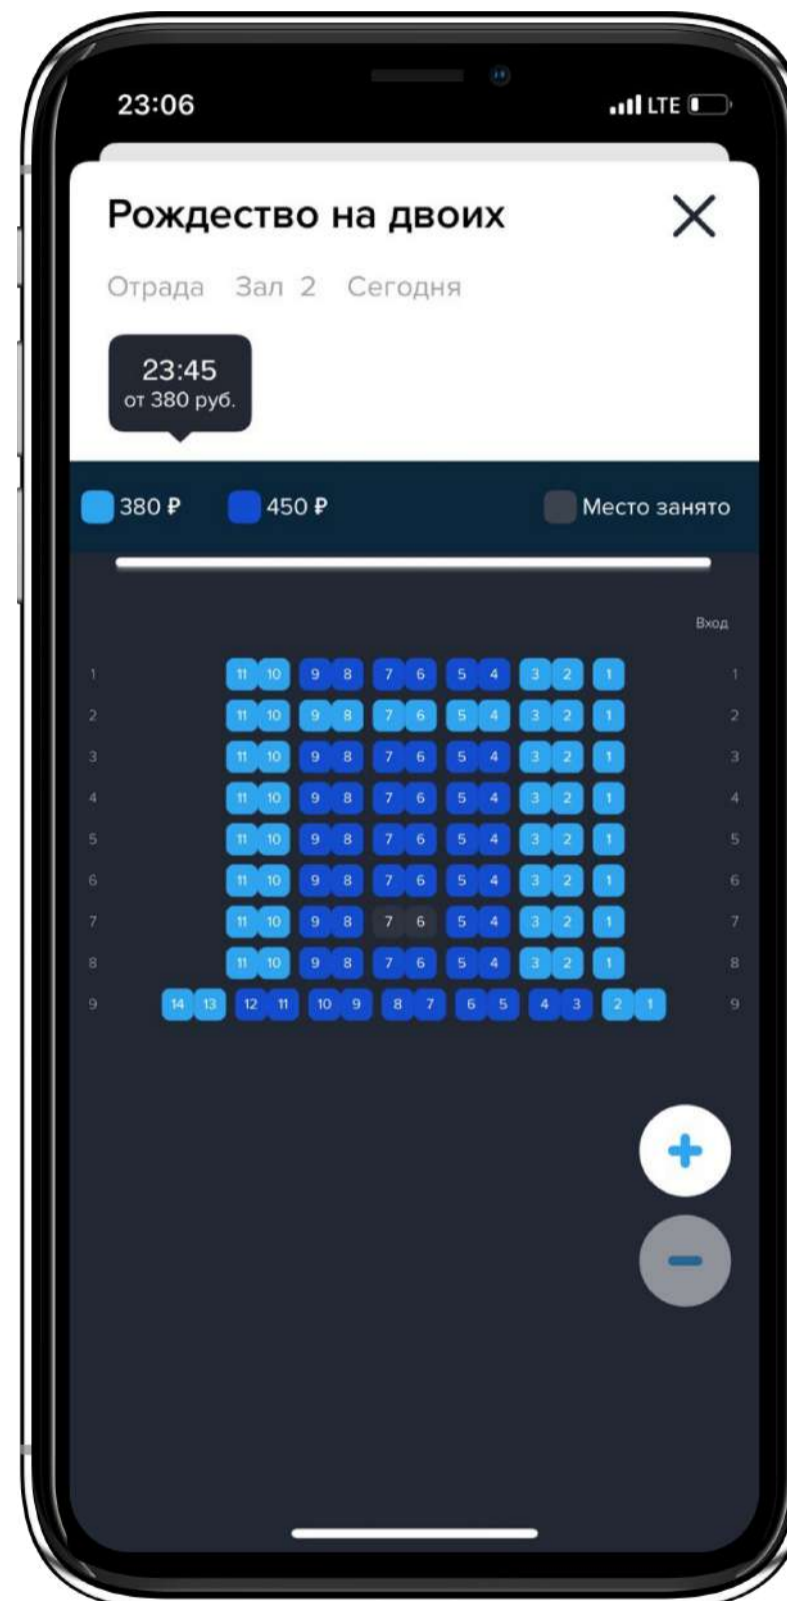 23:06 LTE
Рождество на двоих
Отрада Зал 2 Сегодня
23:45
от 380 руб.
380 ₽ 450 ₽ Место занято
Вход
1 11 10 9 8 7 6 5 4 3 2 1 1
2 11 10 9 8 7 6 5 4 3 2 1 2
3 11 10 9 8 7 6 5 4 3 2 1 3
4 11 10 9 8 7 6 5 4 3 2 1 4
5 11 10 9 8 7 6 5 4 3 2 1 5
6 11 10 9 8 7 6 5 4 3 2 1 6
7 11 10 9 8 7 6 5 4 3 2 1 7
8 11 10 9 8 7 6 5 4 3 2 1 8
9 14 13 12 11 10 9 8 7 6 5 4 3 2 1 9